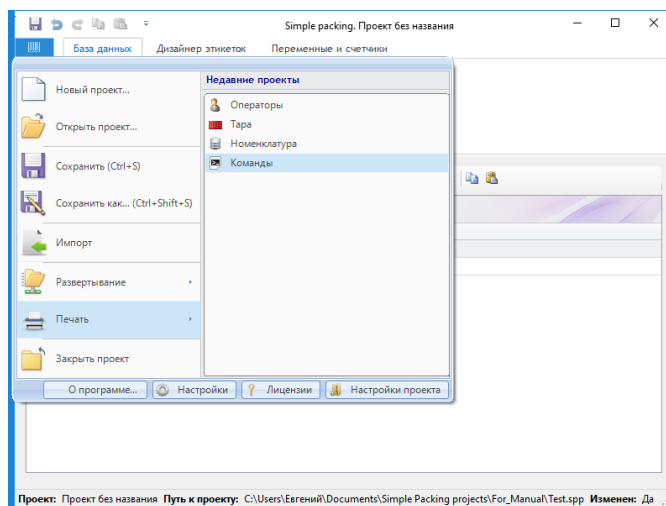 Simple packing. Проект без названия
База данных Дизайнер этикеток Переменные и счетчики
Недавние проекты
Новый проект...
Открыть проект...
Сохранить (Ctrl+S)
Сохранить как... (Ctrl+Shift+S)
Импорт
Развертывание
Печать
Закрыть проект
Операторы
Тара
Номенклатура
Команды
О программе... Настройки Лицензии Настройки проекта
Проект: Проект без названия Путь к проекту: C:\Users\Евгений\Documents\Simple Packing projects\For_Manual\Test.spp Изменен: Да